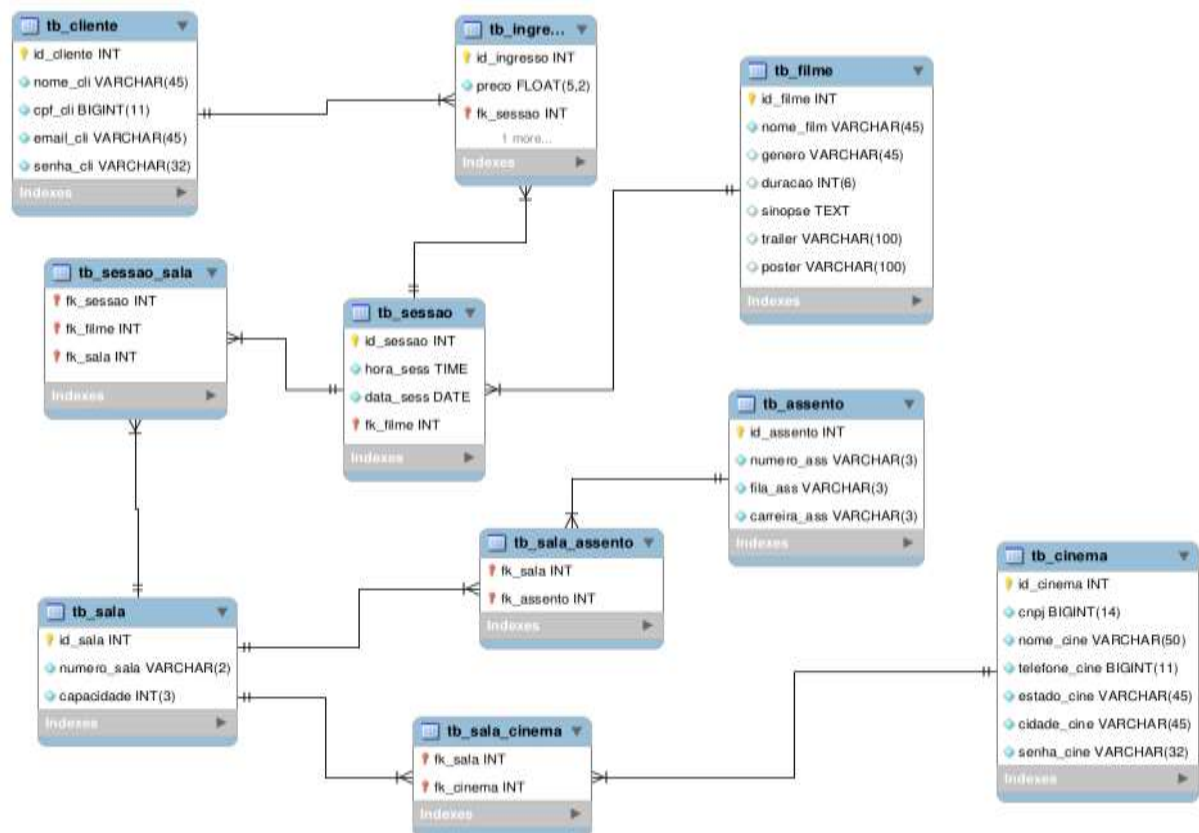 tb_cliente
id_cliente INT
nome_cli VARCHAR(45)
cpf_cli BIGINT(11)
email_cli VARCHAR(45)
senha_cli VARCHAR(32)
Indexes
tb_ingre...
id_ingresso INT
preco FLOAT(5,2)
fk_sessao INT
1 more...
Indexes
tb_filme
id_filme INT
nome_film VARCHAR(45)
genero VARCHAR(45)
duracao INT(6)
sinopse TEXT
trailer VARCHAR(100)
poster VARCHAR(100)
Indexes
tb_sessao_sala
fk_sessao INT
fk_filme INT
fk_sala INT
Indexes
tb_sessao
id_sessao INT
hora_sess TIME
data_sess DATE
fk_filme INT
Indexes
tb_assento
id_assento INT
numero_ass VARCHAR(3)
fila_ass VARCHAR(3)
carreira_ass VARCHAR(3)
Indexes
tb_sala_assento
fk_sala INT
fk_assento INT
Indexes
tb_cinema
id_cinema INT
cnpj BIGINT(14)
nome_cine VARCHAR(50)
telefone_cine BIGINT(11)
estado_cine VARCHAR(45)
cidade_cine VARCHAR(45)
senha_cine VARCHAR(32)
Indexes
tb_sala
id_sala INT
numero_sala VARCHAR(2)
capacidade INT(3)
Indexes
tb_sala_cinema
fk_sala INT
fk_cinema INT
Indexes